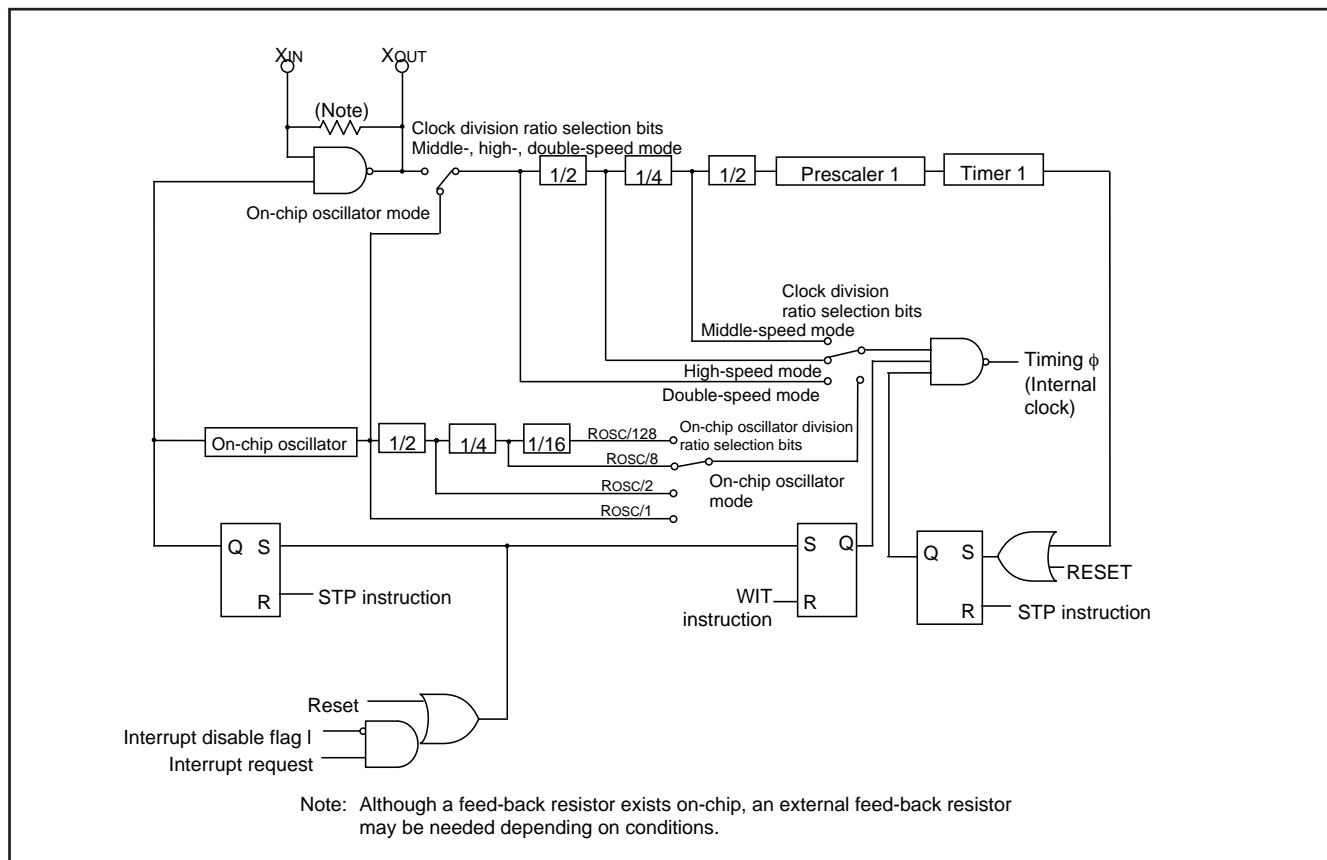 XIN
XOUT
(Note)
Clock division ratio selection bits
Middle-, high-, double-speed mode
1/2
1/4
1/2
Prescaler 1
Timer 1
On-chip oscillator mode
Clock division
ratio selection bits
Middle-speed mode
High-speed mode
Double-speed mode
Timing ϕ
(Internal
clock)
On-chip oscillator
1/2
1/4
1/16
ROSC/128
ROSC/8
ROSC/2
ROSC/1
On-chip oscillator division
ratio selection bits
On-chip oscillator
mode
Q S
R
STP instruction
S Q
R
WIT
instruction
Q S
R
RESET
STP instruction
Reset
Interrupt disable flag I
Interrupt request
Note: Although a feed-back resistor exists on-chip, an external feed-back resistor
may be needed depending on conditions.